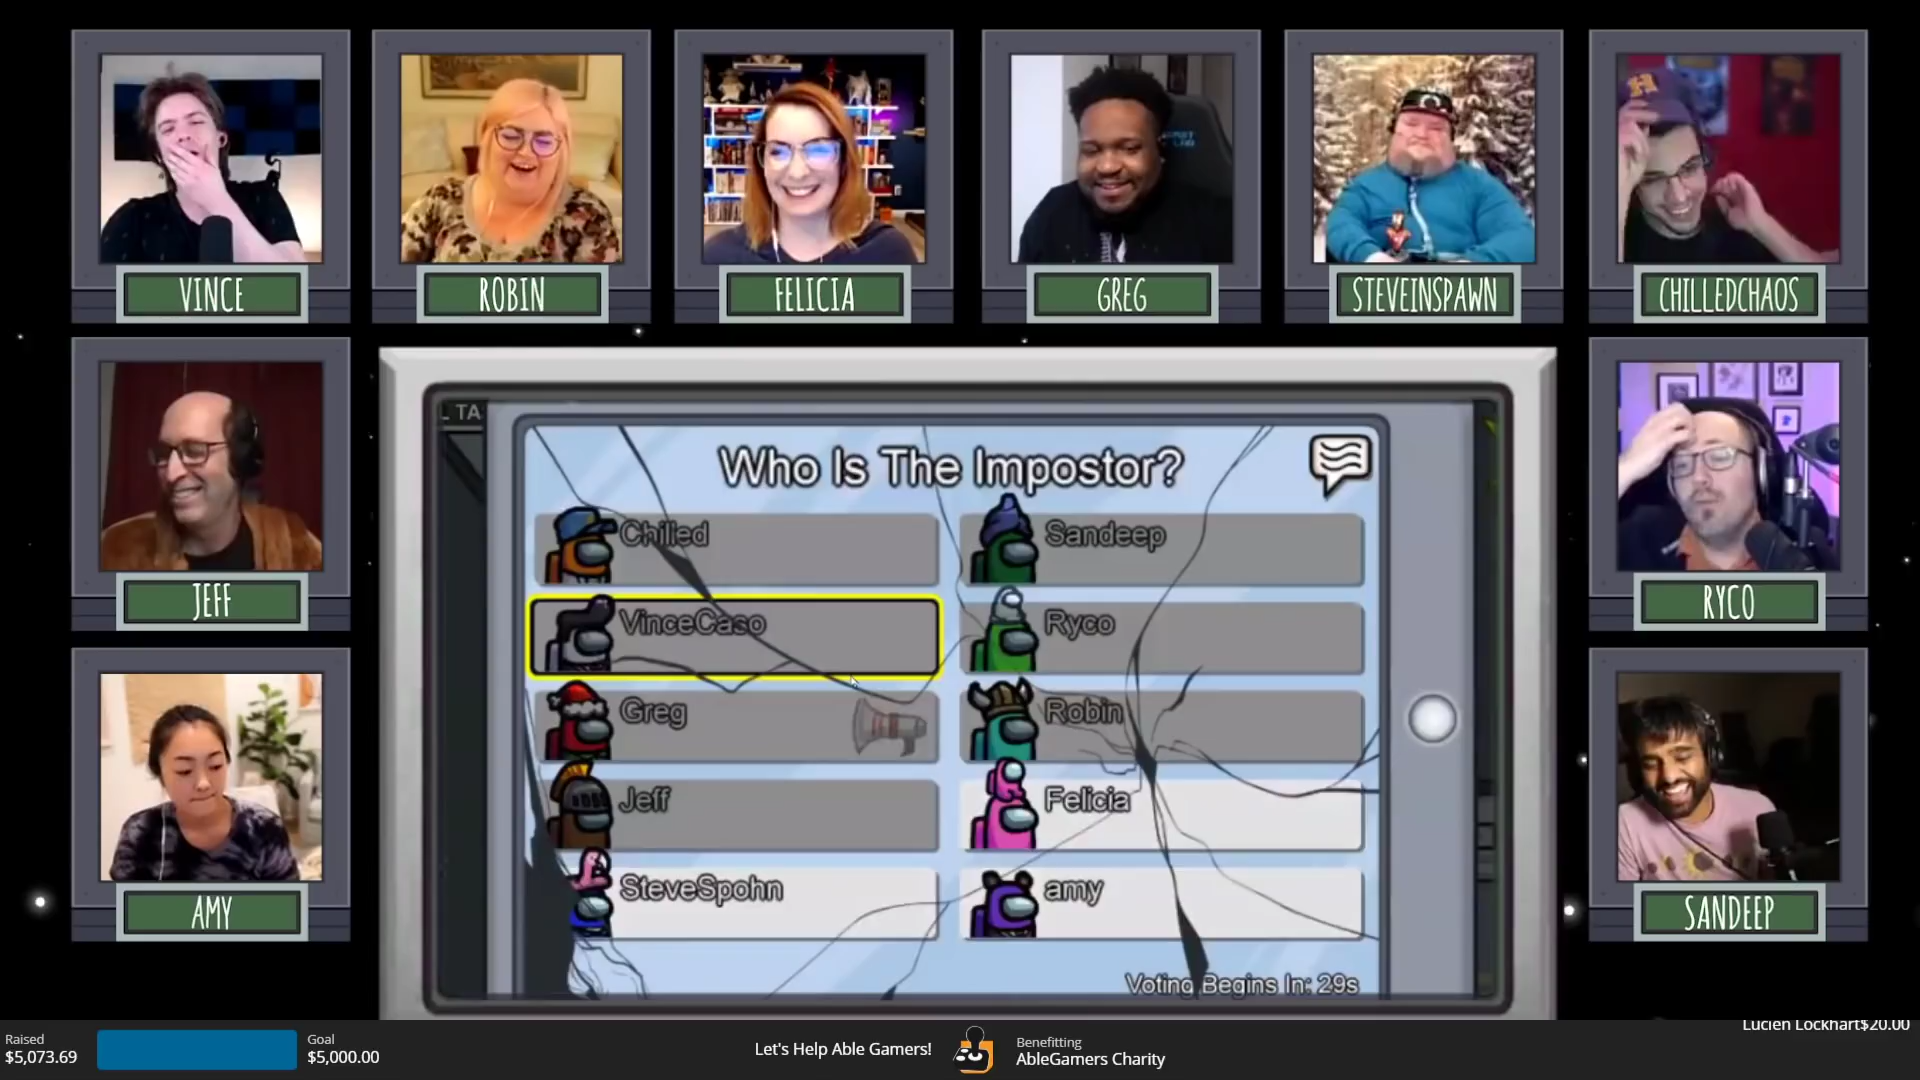 VINCE
ROBIN
FELICIA
GREG
STEVEINSPAWN
CHILLEDCHAOS
JEFF
RYCO
AMY
SANDEEP
L TA
Who Is The Impostor?
Chilled
Sandeep
VinceCaso
Ryco
Greg
Robin
Jeff
Felicia
SteveSpohn
amy
Voting Begins In: 29s
Lucien Lockhart$20.00
Raised
$5,073.69
Goal
$5,000.00
Let's Help Able Gamers!
Benefitting
AbleGamers Charity